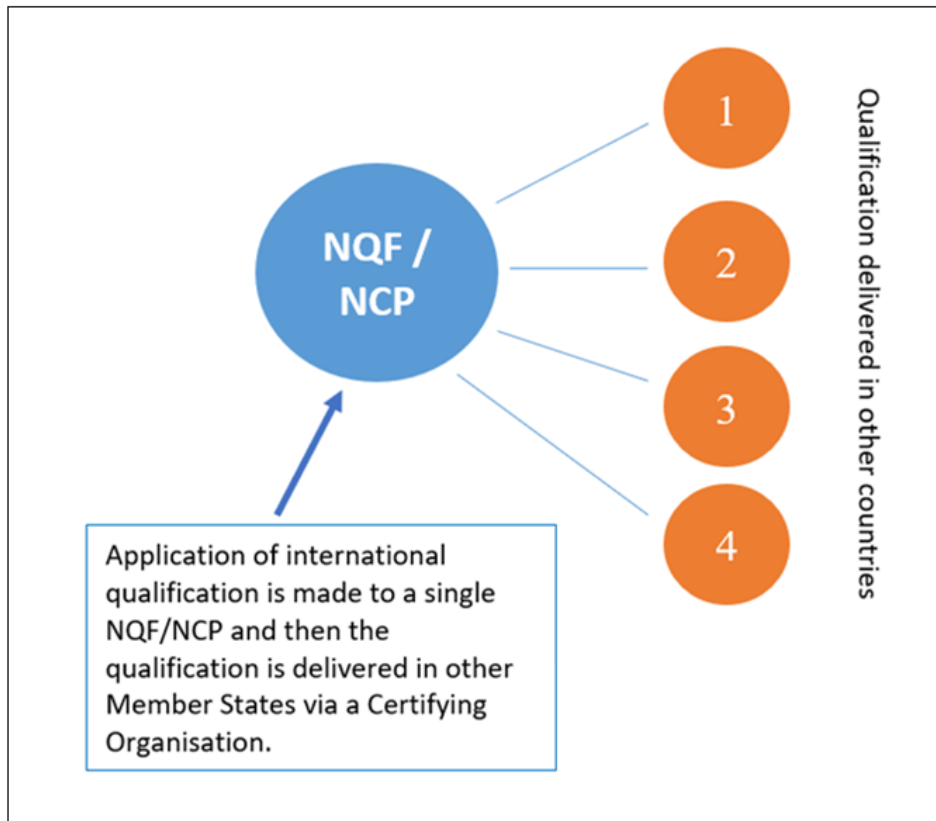 NQF /
NCP
1
2
3
4
Qualification delivered in other countries
Application of international
qualification is made to a single
NQF/NCP and then the
qualification is delivered in other
Member States via a Certifying
Organisation.